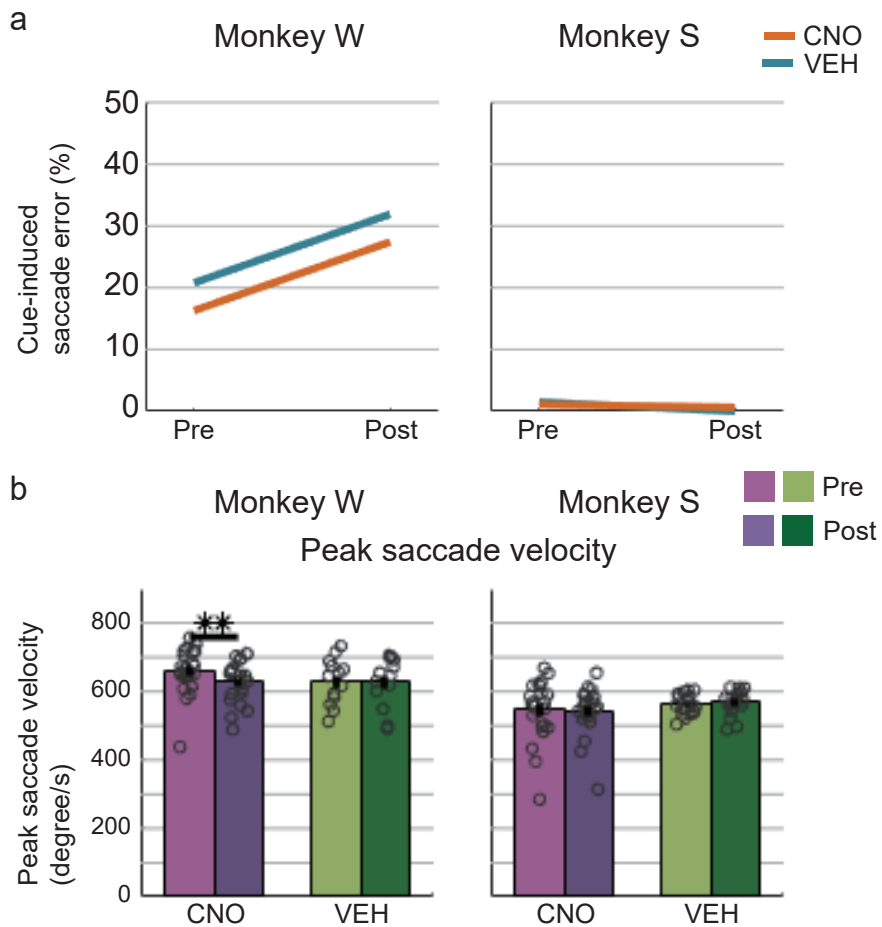 a
Monkey W
Monkey S
CNO
VEH
Cue-induced
saccade error (%)
50
40
30
20
10
0
Pre
Post
Pre
Post
b
Monkey W
Monkey S
Pre
Post
Peak saccade velocity
Peak saccade velocity
(degree/s)
800
600
400
200
0
**
CNO
VEH
CNO
VEH